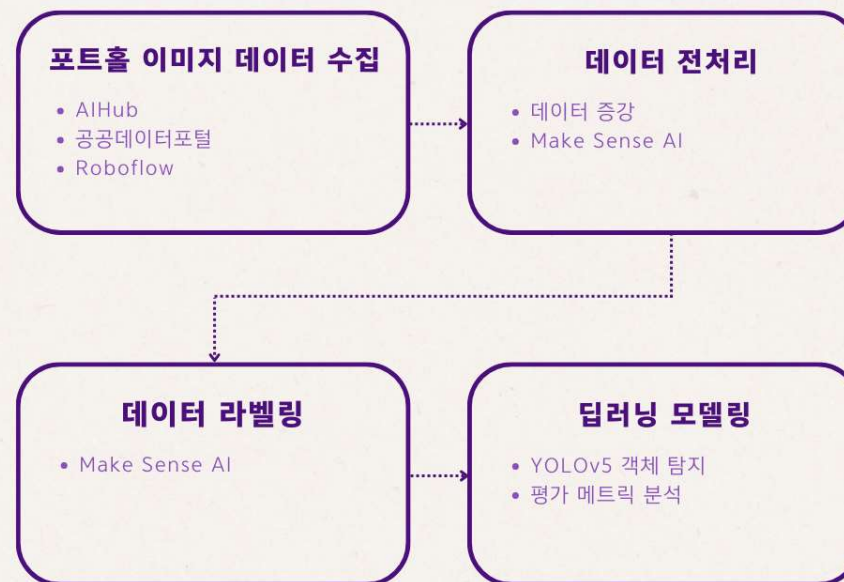 포트홀 이미지 데이터 수집
• AIHub
• 공공데이터포털
• Roboflow
데이터 전처리
• 데이터 증강
• Make Sense AI
데이터 라벨링
• Make Sense AI
딥러닝 모델링
• YOLOv5 객체 탐지
• 평가 메트릭 분석